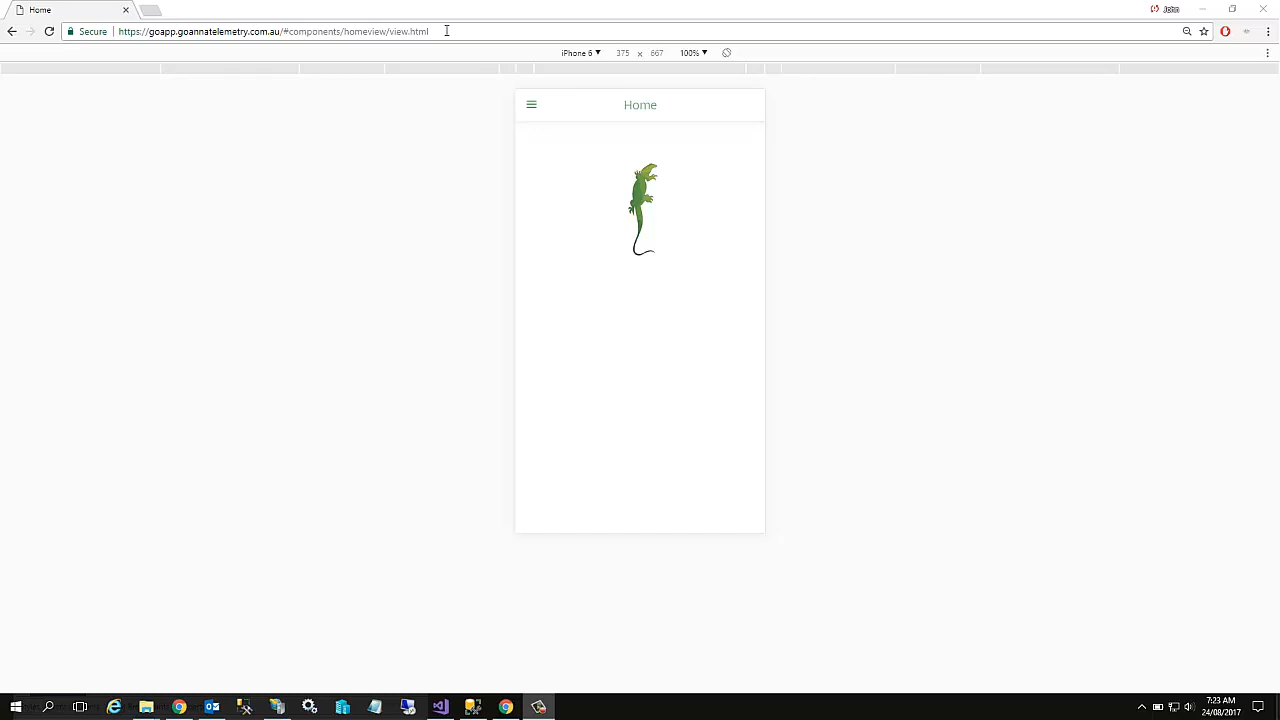 Home
John
Secure
https://goapp.goannatelemetry.com.au/#components/homeview/view.html
iPhone 6 ▼ 375 × 667 100% ▼
Home
7:23 AM
24/08/2017